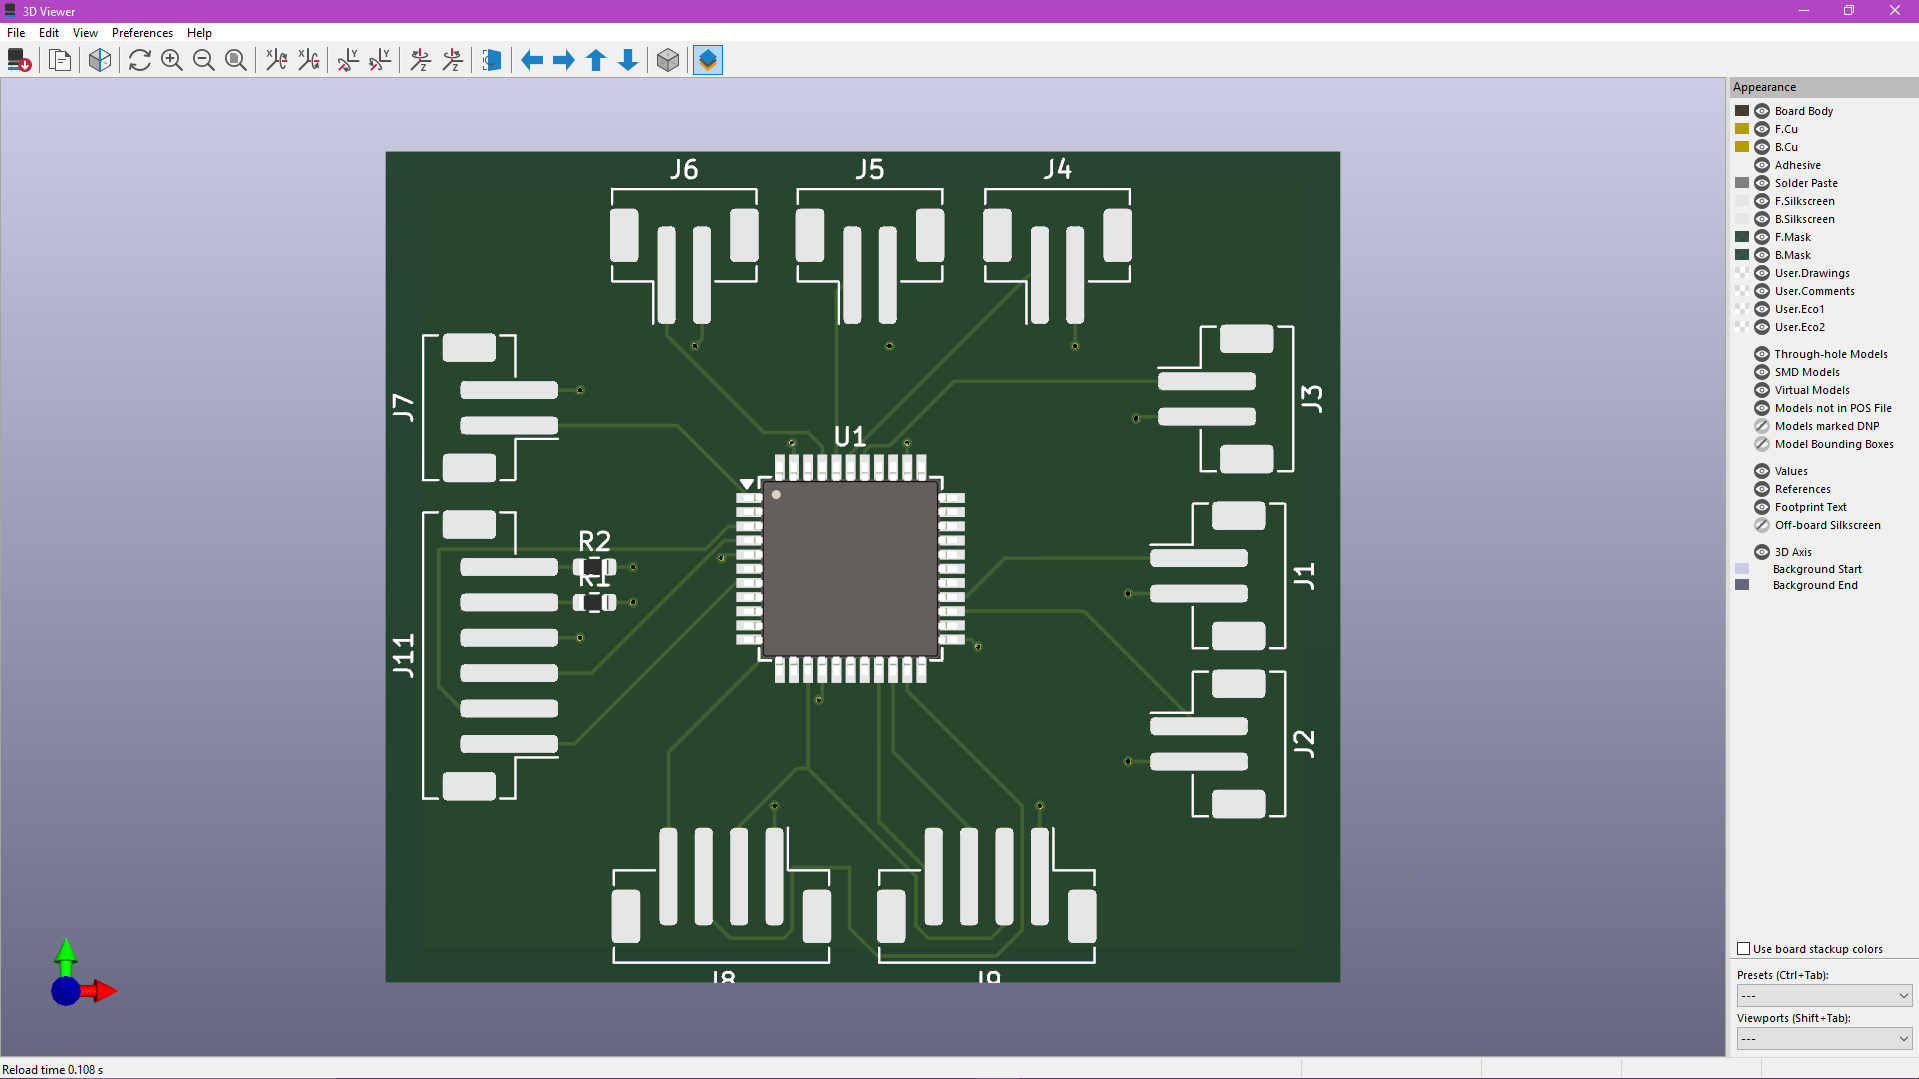 3D Viewer
File Edit View Preferences Help
Appearance
Board Body
F.Cu
B.Cu
Adhesive
Solder Paste
F.Silkscreen
B.Silkscreen
F.Mask
B.Mask
User.Drawings
User.Comments
User.Eco1
User.Eco2
Through-hole Models
SMD Models
Virtual Models
Models not in POS File
Models marked DNP
Model Bounding Boxes
Values
References
Footprint Text
Off-board Silkscreen
3D Axis
Background Start
Background End
Use board stackup colors
Presets (Ctrl+Tab):
---
Viewports (Shift+Tab):
---
J6 J5 J4
J7
J3
U1
R2
R1
J1
J11
J2
J8 J9
Reload time 0.108 s